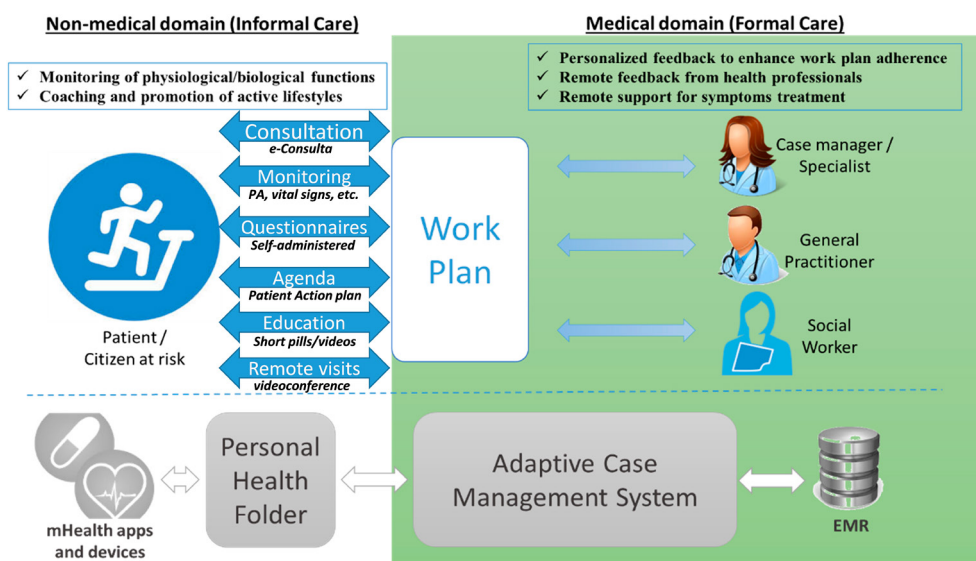 Non-medical domain (Informal Care)
Medical domain (Formal Care)
✓ Monitoring of physiological/biological functions
✓ Coaching and promotion of active lifestyles
✓ Personalized feedback to enhance work plan adherence
✓ Remote feedback from health professionals
✓ Remote support for symptoms treatment
Consultation
e-Consulta
Monitoring
PA, vital signs, etc.
Questionnaires
Self-administered
Agenda
Patient Action plan
Education
Short pills/videos
Remote visits
videoconference
Patient /
Citizen at risk
Work
Plan
Case manager /
Specialist
General
Practitioner
Social
Worker
mHealth apps
and devices
Personal
Health
Folder
Adaptive Case
Management System
EMR